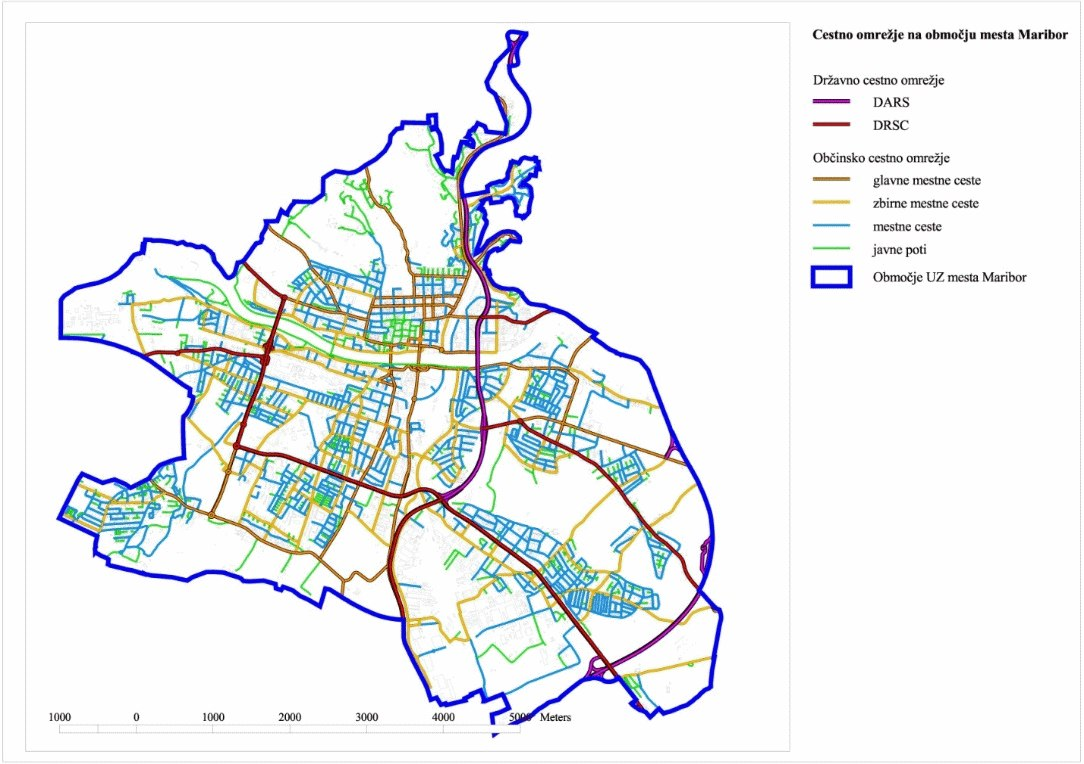 Cestno omrežje na območju mesta Maribor
Državno cestno omrežje
DARS
DRSC
Občinsko cestno omrežje
glavne mestne ceste
zbirne mestne ceste
mestne ceste
javne poti
Območje UZ mesta Maribor
1000 0 1000 2000 3000 4000 5000 Meters